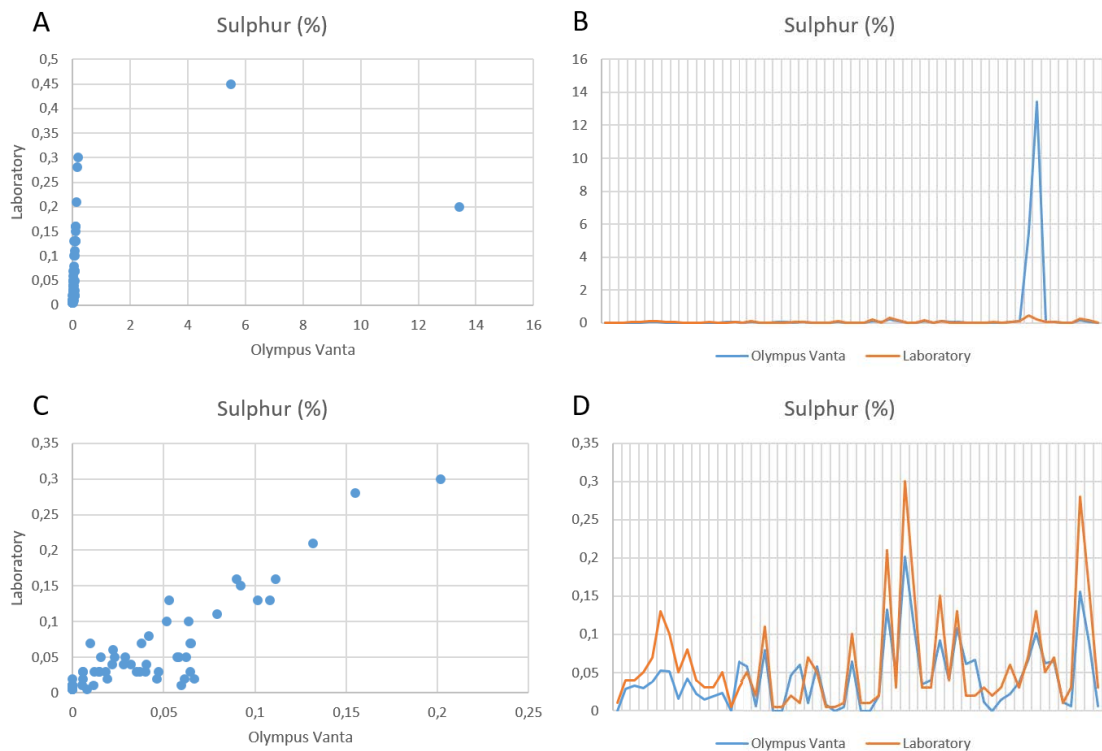 A
Sulphur (%)
0,5
0,45
0,4
0,35
0,3
0,25
0,2
0,15
0,1
0,05
0
Laboratory
0 2 4 6 8 10 12 14 16
Olympus Vanta
B
Sulphur (%)
16
14
12
10
8
6
4
2
0
Olympus Vanta Laboratory
C
Sulphur (%)
0,35
0,3
0,25
0,2
0,15
0,1
0,05
0
Laboratory
0 0,05 0,1 0,15 0,2 0,25
Olympus Vanta
D
Sulphur (%)
0,35
0,3
0,25
0,2
0,15
0,1
0,05
0
Olympus Vanta Laboratory